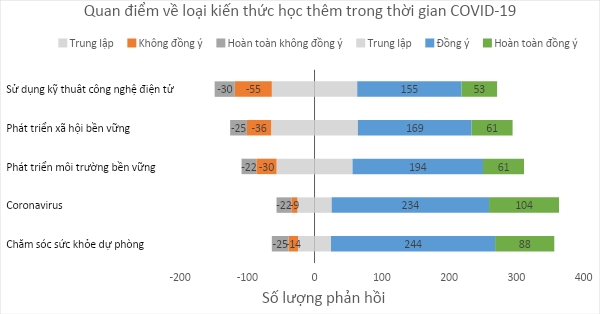 Quan điểm về loại kiến thức học thêm trong thời gian COVID-19
Trung lập Không đồng ý Hoàn toàn không đồng ý Trung lập Đồng ý Hoàn toàn đồng ý
Sử dụng kỹ thuât công nghệ điện tử -30 -55 155 53
Phát triển xã hội bền vững -25 -36 169 61
Phát triển môi trường bền vững -22 -30 194 61
Coronavirus -22 -9 234 104
Chăm sóc sức khỏe dự phòng -25 -14 244 88
-200 -100 0 100 200 300 400
Số lượng phản hồi